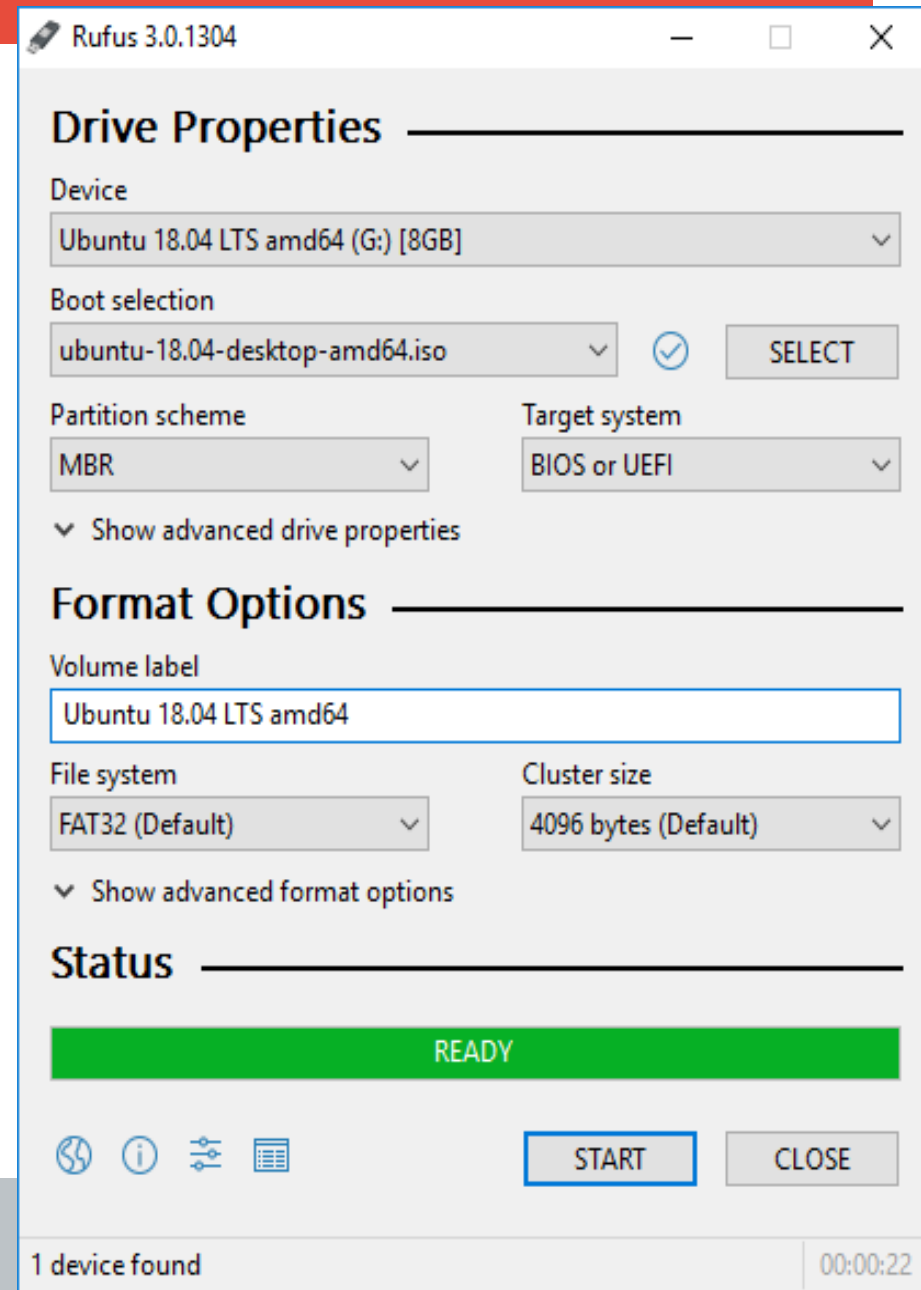 Rufus 3.0.1304
Drive Properties
Device
Ubuntu 18.04 LTS amd64 (G:) [8GB]
Boot selection
ubuntu-18.04-desktop-amd64.iso
SELECT
Partition scheme
Target system
MBR
BIOS or UEFI
Show advanced drive properties
Format Options
Volume label
Ubuntu 18.04 LTS amd64
File system
Cluster size
FAT32 (Default)
4096 bytes (Default)
Show advanced format options
Status
READY
START
CLOSE
1 device found
00:00:22